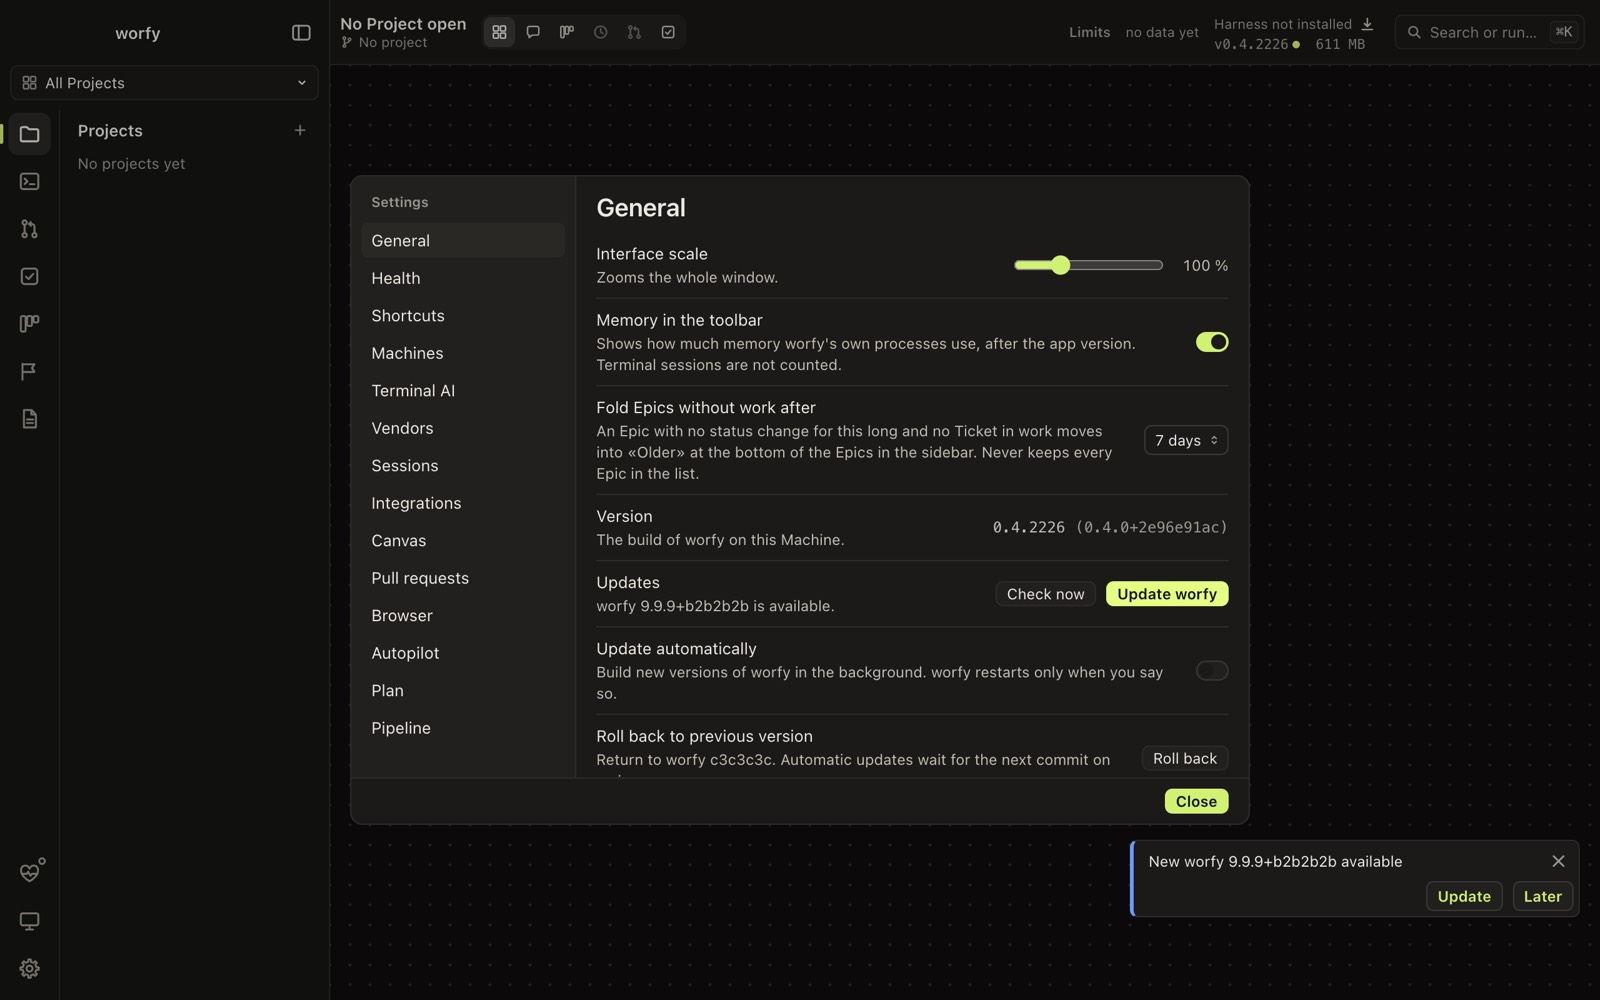 worfy
No Project open
No project
Limits
no data yet
Harness not installed
v0.4.2226
611 MB
Search or run...
⌘K
All Projects
Projects
No projects yet
Settings
General
Health
Shortcuts
Machines
Terminal AI
Vendors
Sessions
Integrations
Canvas
Pull requests
Browser
Autopilot
Plan
Pipeline
General
Interface scale
Zooms the whole window.
100 %
Memory in the toolbar
Shows how much memory worfy's own processes use, after the app version.
Terminal sessions are not counted.
Fold Epics without work after
An Epic with no status change for this long and no Ticket in work moves
into «Older» at the bottom of the Epics in the sidebar. Never keeps every
Epic in the list.
7 days
Version
The build of worfy on this Machine.
0.4.2226 (0.4.0+2e96e91ac)
Updates
worfy 9.9.9+b2b2b2b is available.
Check now
Update worfy
Update automatically
Build new versions of worfy in the background. worfy restarts only when you say
so.
Roll back to previous version
Return to worfy c3c3c3c. Automatic updates wait for the next commit on
Roll back
Close
New worfy 9.9.9+b2b2b2b available
Update
Later